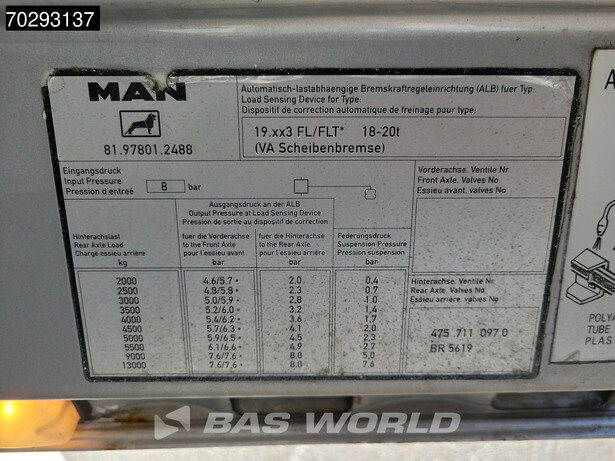 70293137
MAN
81.97801.2488
Automatisch-lastabhaengige Bremskraftregeleinrichtung (ALB) fuer Typ:
Load Sensing Device for Type:
Dispositif de correction automatique de freinage pour type:
19.xx3 FL/FLT* 18-20t
(VA Scheibenbremse)
Eingangsdruck
Input Pressure 8 bar
Pression d'entreé
Vorderachse. Ventile Nr
Front Axle. Valves No
Essieu avant. valves No
Ausgangsdruck an der ALB
Output Pressure at Load Sensing Device
Pression de sortie au dispositif de correction
Hinterachslast
Rear Axle Load
Charge essieu arrière
kg
fuer die Vorderachse
to the Front Axle
pour l'essieu avant
bar
fuer die Hinterachse
to the Rear Axle
pour l'essieu arrière
bar
Federungsdruck
Suspension Pressure
Pression suspension
bar
2000 4.6/5.7* 2.0 0.4
2500 4.8/5.8* 2.3 0.7
3000 5.0/5.9* 2.8 1.0
3500 5.2/6.0* 3.2 1.4
4000 5.4/6.2* 3.6 1.7
4500 5.7/6.3* 4.1 2.0
5000 5.9/6.5* 4.5 2.3
5500 6.1/6.6* 4.9 2.7
9000 7.6/7.6* 8.0 5.0
13000 7.6/7.6* 8.0 7.6
Hinterachse. Ventile Nr
Rear Axle. Valves No
Essieu arrière valves No
475 711 097 0
BR 5619
A
POLYA
TUBE
PLAST
BAS WORLD